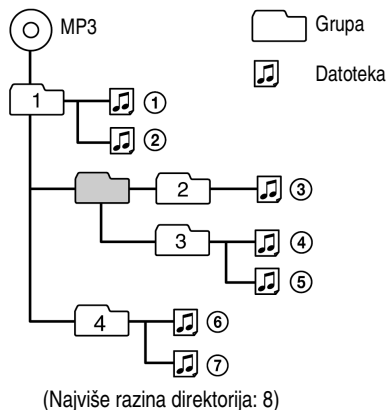 MP3
Grupa
Datoteka
1
①
②
2
③
3
④
⑤
4
⑥
⑦
(Najviše razina direktorija: 8)